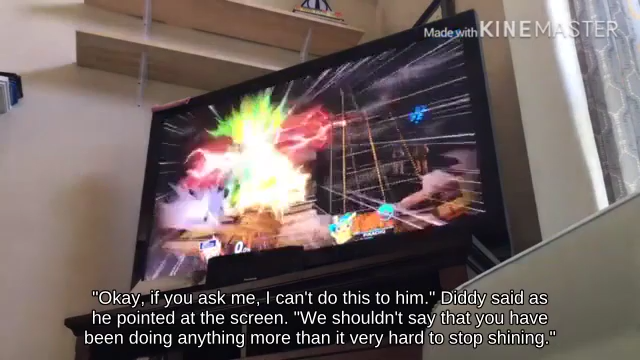 Made with KINEMASTER
0%
PIKACHU
"Okay, if you ask me, I can't do this to him." Diddy said as
he pointed at the screen. "We shouldn't say that you have
been doing anything more than it very hard to stop shining."